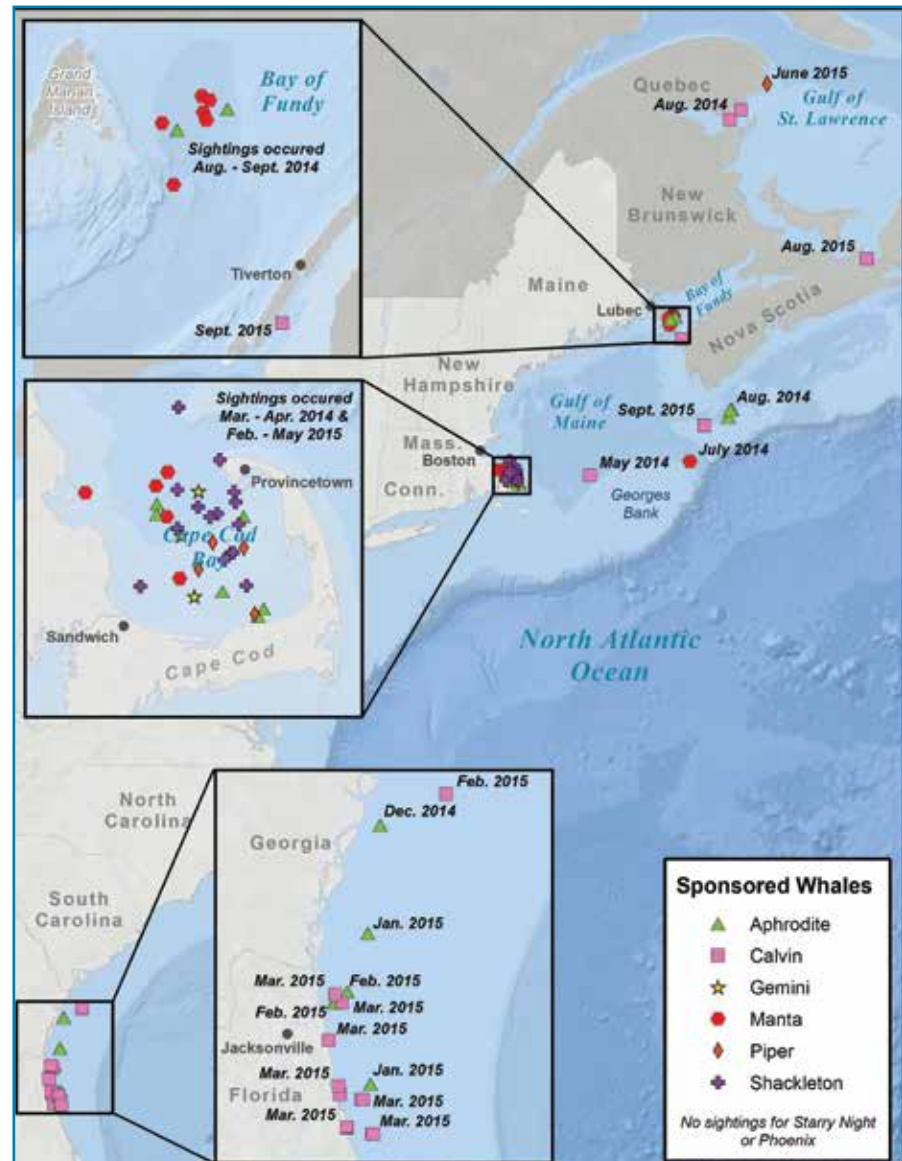 Grand
Manan
Island
Bay of
Fundy
Sightings occured
Aug. - Sept. 2014
Tiverton
Sept. 2015
Quebec
June 2015
Aug. 2014
Gulf of
St. Lawrence
New
Brunswick
Aug. 2015
Maine
Lubec
Bay of
Fundy
Nova Scotia
New
Hampshire
Gulf of
Maine
Sept. 2015
Aug. 2014
Mass.
Boston
May 2014
July 2014
Conn.
Georges
Bank
Sightings occured
Mar. - Apr. 2014 &
Feb. - May 2015
Provincetown
Cape Cod
Bay
Sandwich
Cape Cod
North Atlantic
Ocean
North
Carolina
South
Carolina
Feb. 2015
Dec. 2014
Georgia
Jan. 2015
Mar. 2015
Feb. 2015
Feb. 2015
Mar. 2015
Mar. 2015
Jacksonville
Mar. 2015
Jan. 2015
Florida
Mar. 2015
Mar. 2015
Mar. 2015
Sponsored Whales
Aphrodite
Calvin
Gemini
Manta
Piper
Shackleton
No sightings for Starry Night
or Phoenix